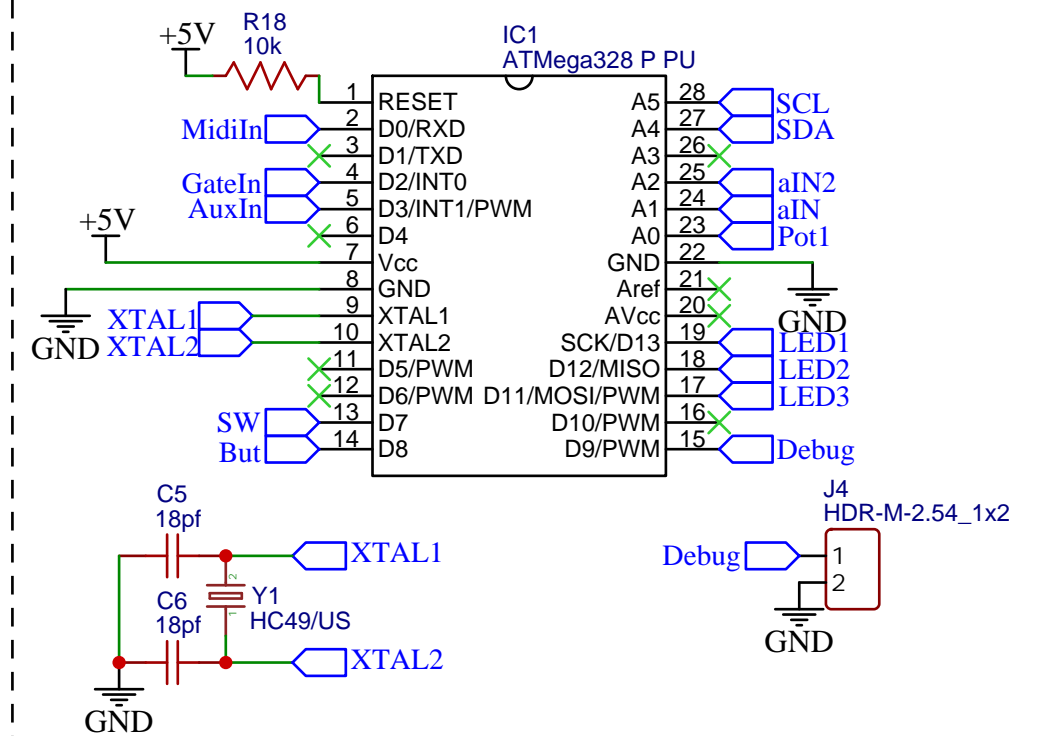 R18
10k
+5V
IC1
ATMega328 P PU
1 RESET A5 28 SCL
MidiIn 2 D0/RXD A4 27 SDA
3 D1/TXD A3 26
GateIn 4 D2/INT0 A2 25 aIN2
AuxIn 5 D3/INT1/PWM A1 24 aIN
+5V
6 D4 A0 23 Pot1
7 Vcc GND 22
8 GND Aref 21
GND
XTAL1 9 XTAL1 AVcc 20
GND
XTAL2 10 XTAL2 SCK/D13 19 LED1
11 D5/PWM D12/MISO 18 LED2
12 D6/PWM D11/MOSI/PWM 17 LED3
SW 13 D7 D10/PWM 16
But 14 D8 D9/PWM 15 Debug
C5
18pf
XTAL1
2
Y1
HC49/US
1
C6
18pf
XTAL2
GND
J4
HDR-M-2.54_1x2
Debug 1
2
GND